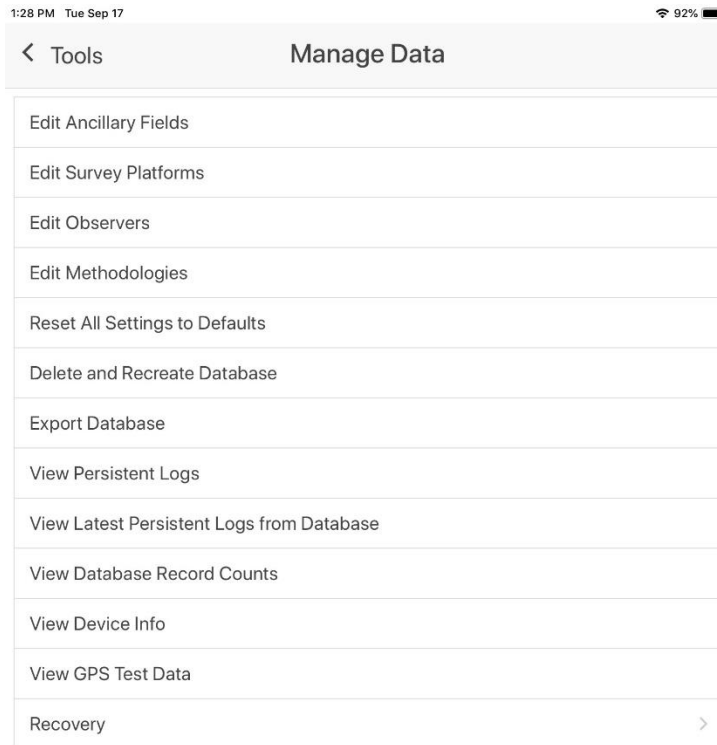 1:28 PM Tue Sep 17 92%
Tools Manage Data
Edit Ancillary Fields
Edit Survey Platforms
Edit Observers
Edit Methodologies
Reset All Settings to Defaults
Delete and Recreate Database
Export Database
View Persistent Logs
View Latest Persistent Logs from Database
View Database Record Counts
View Device Info
View GPS Test Data
Recovery